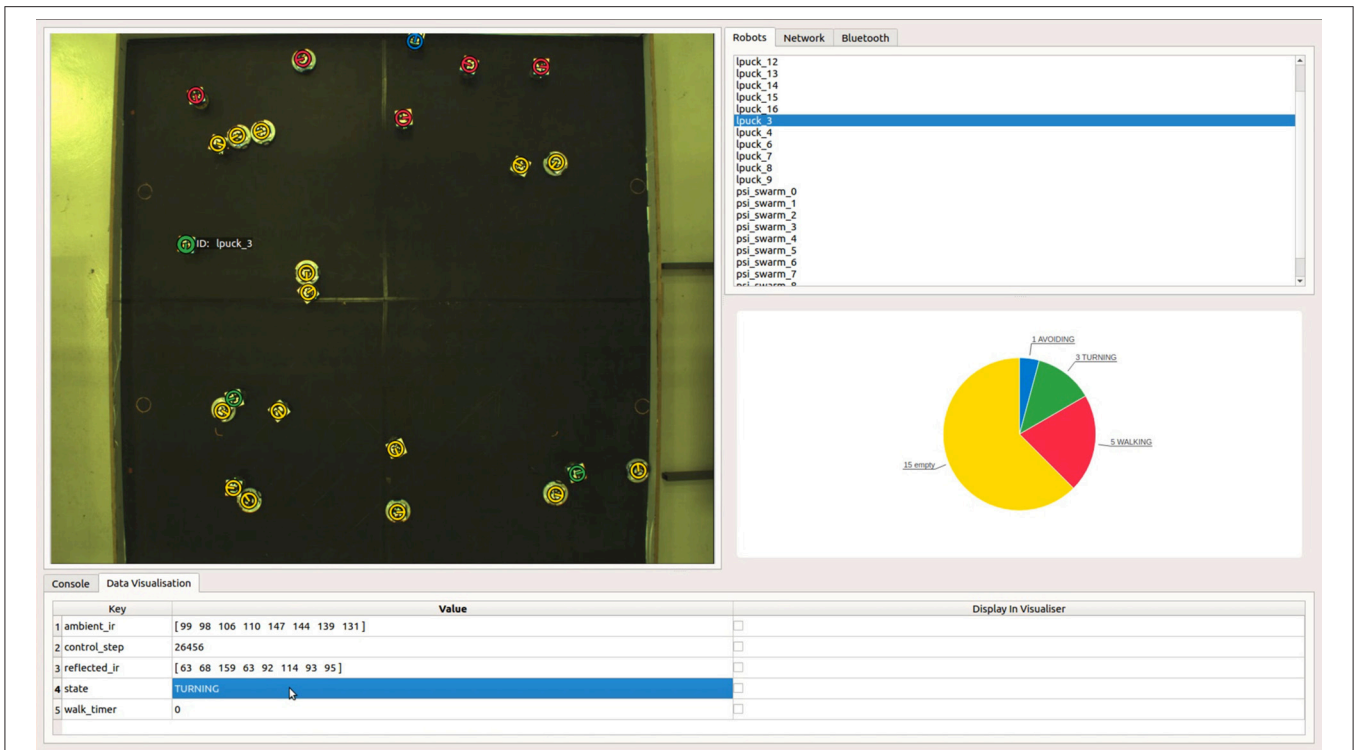 Robots Network Bluetooth
lpuck_12
lpuck_13
lpuck_14
lpuck_15
lpuck_16
lpuck_3
lpuck_4
lpuck_6
lpuck_7
lpuck_8
lpuck_9
psi_swarm_0
psi_swarm_1
psi_swarm_2
psi_swarm_3
psi_swarm_4
psi_swarm_5
psi_swarm_6
psi_swarm_7
psi_swarm_8
ID: lpuck_3
1 AVOIDING
3 TURNING
5 WALKING
15 empty
Console Data Visualisation
Key Value Display In Visualiser
1 ambient_ir [99 98 106 110 147 144 139 131]
2 control_step 26456
3 reflected_ir [63 68 159 63 92 114 93 95]
4 state TURNING
5 walk_timer 0